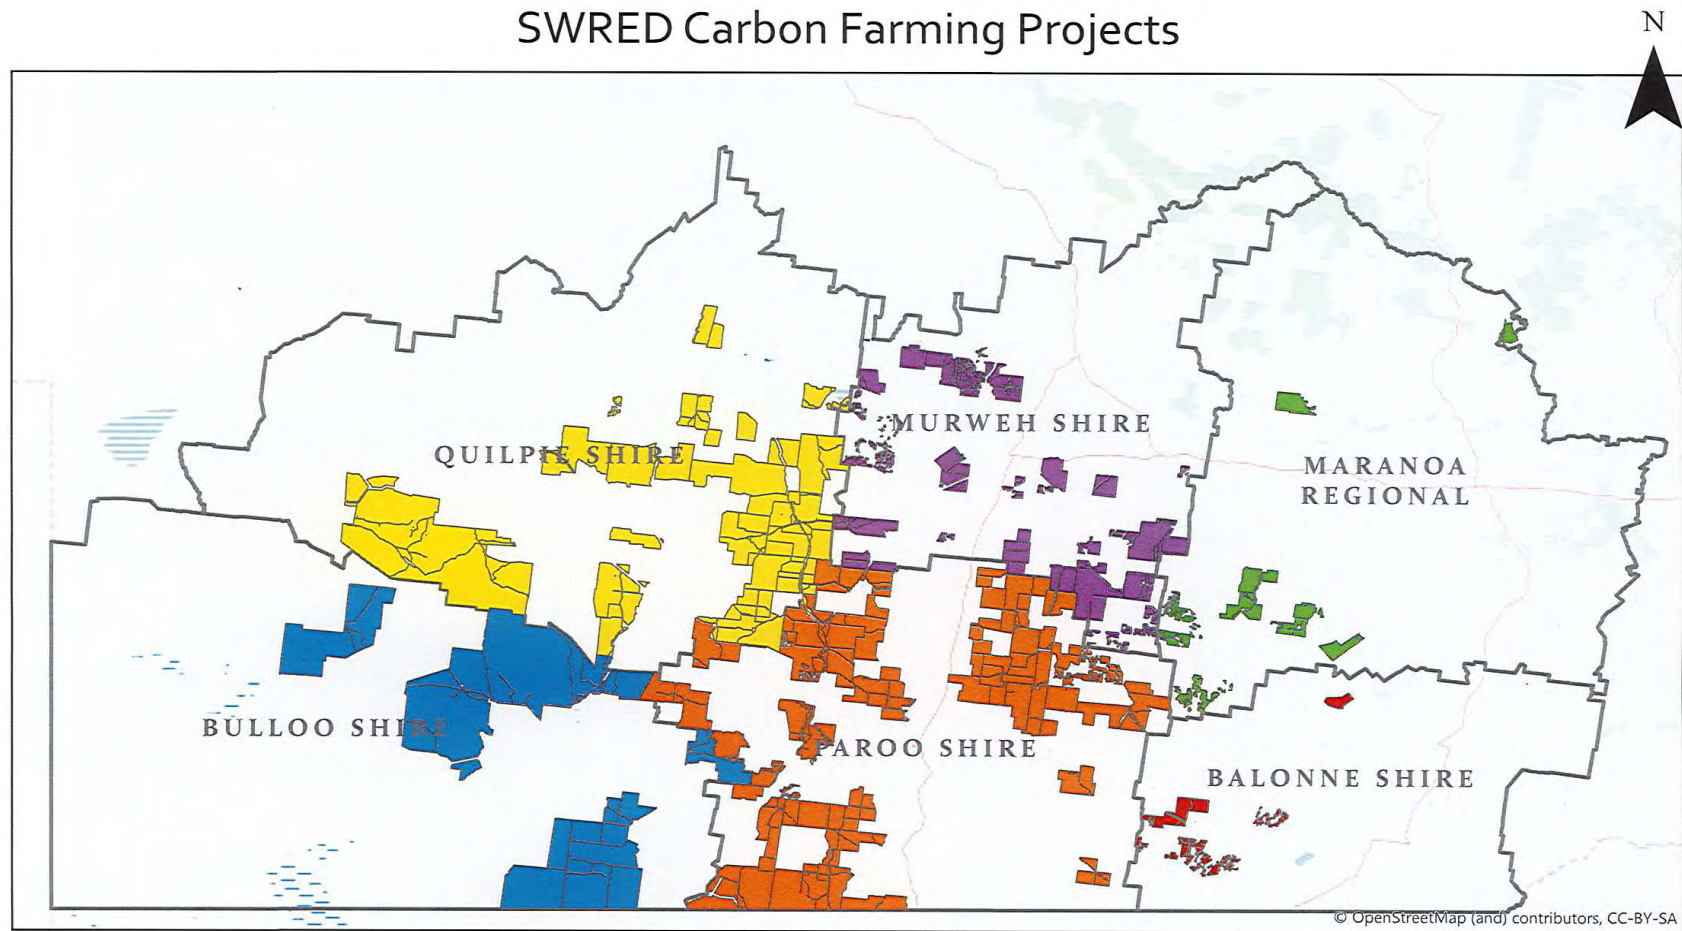 SWRED Carbon Farming Projects
N
MURWEH SHIRE
QUILPIE SHIRE
MARANOA
REGIONAL
BULLOO SHIRE
PAROO SHIRE
BALONNE SHIRE
© OpenStreetMap (and) contributors, CC-BY-SA